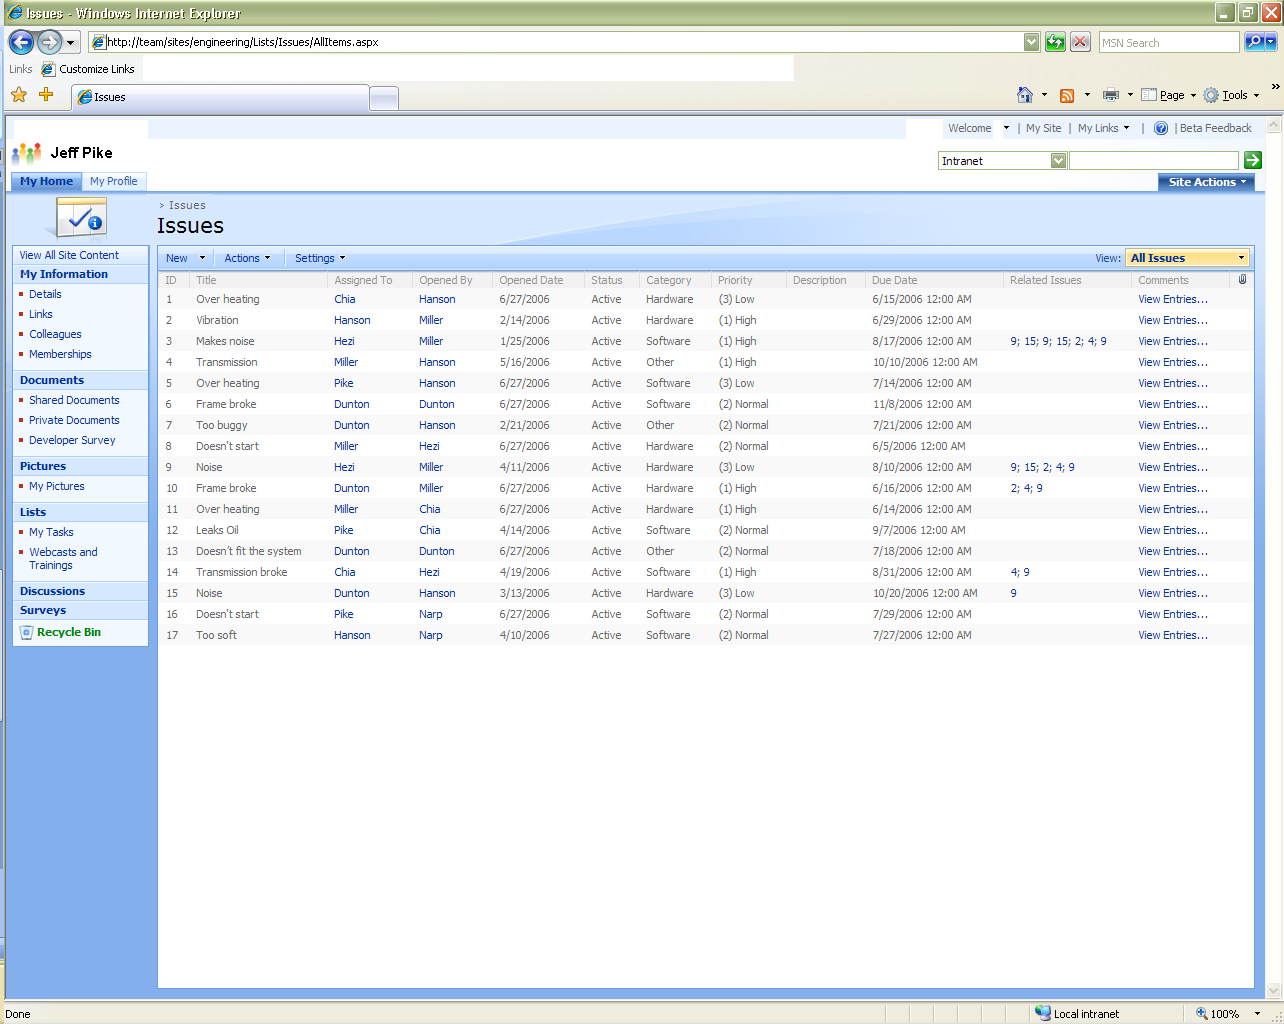 Issues - Windows Internet Explorer
http://team/sites/engineering/Lists/Issues/AllItems.aspx MSN Search
Links Customize Links
Issues Page Tools »
Welcome | My Site | My Links | | Beta Feedback
Jeff Pike
Intranet
My Home My Profile Site Actions
> Issues
Issues
View All Site Content
My Information
Details
Links
Colleagues
Memberships
Documents
Shared Documents
Private Documents
Developer Survey
Pictures
My Pictures
Lists
My Tasks
Webcasts and
Trainings
Discussions
Surveys
Recycle Bin
New Actions Settings View: All Issues
ID Title Assigned To Opened By Opened Date Status Category Priority Description Due Date Related Issues Comments
1 Over heating Chia Hanson 6/27/2006 Active Hardware (3) Low 6/15/2006 12:00 AM View Entries...
2 Vibration Hanson Miller 2/14/2006 Active Hardware (1) High 6/29/2006 12:00 AM View Entries...
3 Makes noise Hezi Miller 1/25/2006 Active Software (1) High 8/17/2006 12:00 AM 9; 15; 9; 15; 2; 4; 9 View Entries...
4 Transmission Miller Hanson 5/16/2006 Active Other (1) High 10/10/2006 12:00 AM View Entries...
5 Over heating Pike Hanson 6/27/2006 Active Software (3) Low 7/14/2006 12:00 AM View Entries...
6 Frame broke Dunton Dunton 6/27/2006 Active Software (2) Normal 11/8/2006 12:00 AM View Entries...
7 Too buggy Dunton Hanson 2/21/2006 Active Other (2) Normal 7/21/2006 12:00 AM View Entries...
8 Doesn't start Miller Hezi 6/27/2006 Active Hardware (2) Normal 6/5/2006 12:00 AM View Entries...
9 Noise Hezi Miller 4/11/2006 Active Hardware (3) Low 8/10/2006 12:00 AM 9; 15; 2; 4; 9 View Entries...
10 Frame broke Dunton Miller 6/27/2006 Active Hardware (1) High 6/16/2006 12:00 AM 2; 4; 9 View Entries...
11 Over heating Miller Chia 6/27/2006 Active Hardware (1) High 6/14/2006 12:00 AM View Entries...
12 Leaks Oil Pike Chia 4/14/2006 Active Software (2) Normal 9/7/2006 12:00 AM View Entries...
13 Doesn't fit the system Dunton Dunton 6/27/2006 Active Other (2) Normal 7/18/2006 12:00 AM View Entries...
14 Transmission broke Chia Hezi 4/19/2006 Active Software (1) High 8/31/2006 12:00 AM 4; 9 View Entries...
15 Noise Dunton Hanson 3/13/2006 Active Hardware (3) Low 10/20/2006 12:00 AM 9 View Entries...
16 Doesn't start Pike Narp 6/27/2006 Active Software (2) Normal 7/29/2006 12:00 AM View Entries...
17 Too soft Hanson Narp 4/10/2006 Active Software (2) Normal 7/27/2006 12:00 AM View Entries...
Done Local intranet 100%